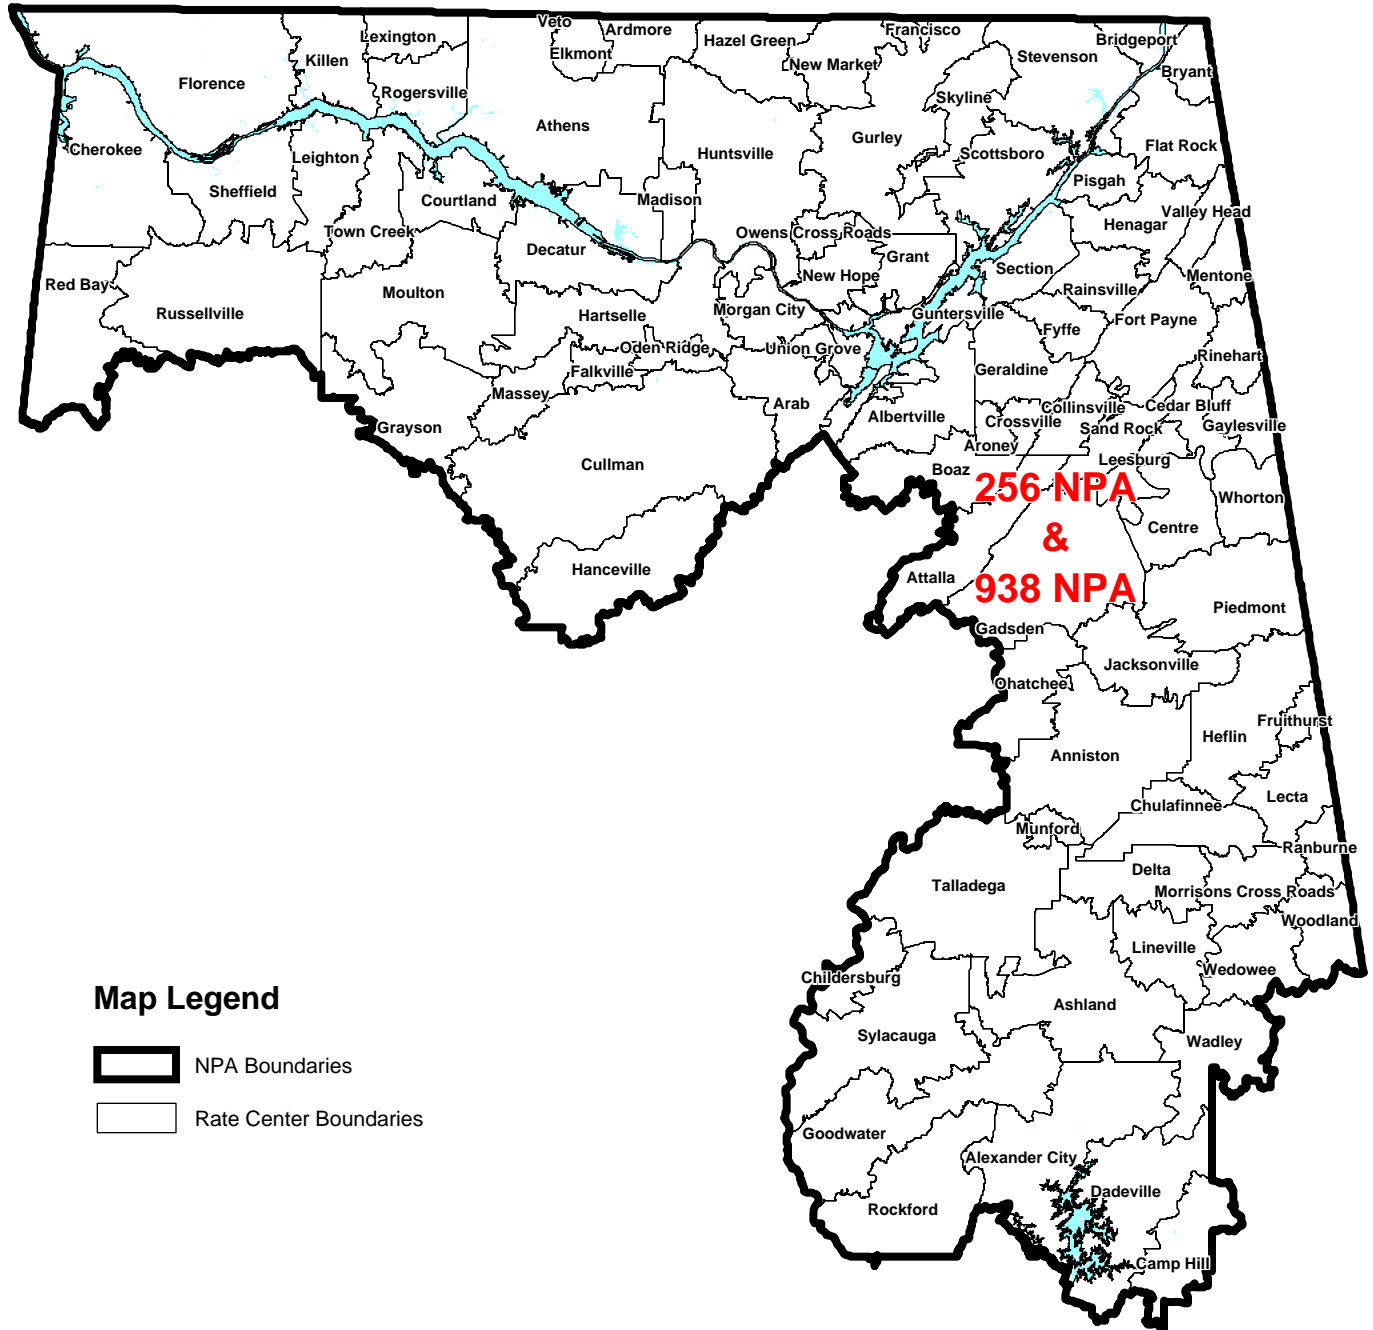 Veto
Ardmore
Francisco
Lexington
Hazel Green
Bridgeport
Elkmont
Killen
New Market
Stevenson
Bryant
Florence
Rogersville
Skyline
Athens
Gurley
Flat Rock
Cherokee
Leighton
Huntsville
Scottsboro
Pisgah
Sheffield
Courtland
Madison
Valley Head
Henagar
Town Creek
Owens Cross Roads
Decatur
Grant
Section
New Hope
Mentone
Red Bay
Moulton
Rainsville
Russellville
Hartselle
Morgan City
Guntersville
Fort Payne
Fyffe
Oden Ridge
Union Grove
Rinehart
Falkville
Geraldine
Massey
Arab
Collinsville
Cedar Bluff
Albertville
Crossville
Sand Rock
Gaylesville
Grayson
Aroney
Cullman
Boaz
Leesburg
256 NPA
&
938 NPA
Whorton
Centre
Hanceville
Attalla
Piedmont
Gadsden
Jacksonville
Ohatchee
Fruithurst
Heflin
Anniston
Lecta
Chulafinnee
Munford
Ranburne
Delta
Talladega
Morrisons Cross Roads
Woodland
Lineville
Wedowee
Childersburg
Ashland
Sylacauga
Wadley
Goodwater
Alexander City
Dadeville
Rockford
Camp Hill
Map Legend
NPA Boundaries
Rate Center Boundaries